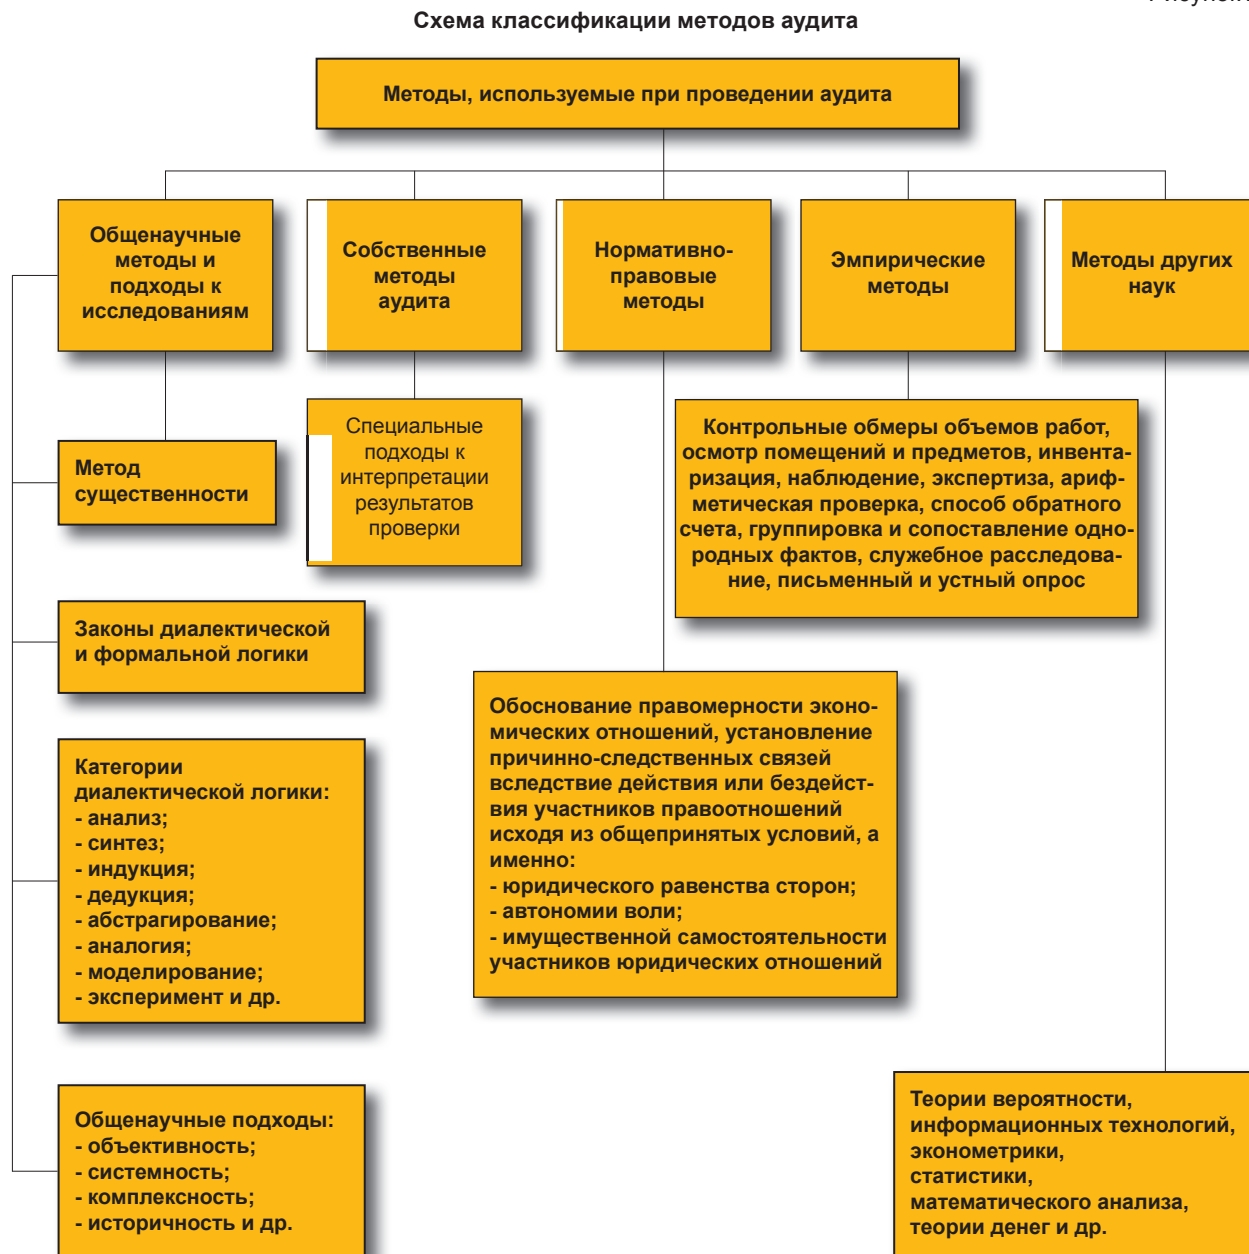 Схема классификации методов аудита
Методы, используемые при проведении аудита
Общенаучные
методы и
подходы к
исследованиям
Собственные
методы
аудита
Нормативно-
правовые
методы
Эмпирические
методы
Методы других
наук
Метод
существенности
Специальные
подходы к
интерпретации
результатов
проверки
Контрольные обмеры объемов работ,
осмотр помещений и предметов, инвента-
ризация, наблюдение, экспертиза, ариф-
метическая проверка, способ обратного
счета, группировка и сопоставление одно-
родных фактов, служебное расследова-
ние, письменный и устный опрос
Законы диалектической
и формальной логики
Обоснование правомерности эконо-
мических отношений, установление
причинно-следственных связей
вследствие действия или бездейст-
вия участников правоотношений
исходя из общепринятых условий, а
именно:
- юридического равенства сторон;
- автономии воли;
- имущественной самостоятельности
участников юридических отношений
Категории
диалектической логики:
- анализ;
- синтез;
- индукция;
- дедукция;
- абстрагирование;
- аналогия;
- моделирование;
- эксперимент и др.
Общенаучные подходы:
- объективность;
- системность;
- комплексность;
- историчность и др.
Теории вероятности,
информационных технологий,
эконометрики,
статистики,
математического анализа,
теории денег и др.